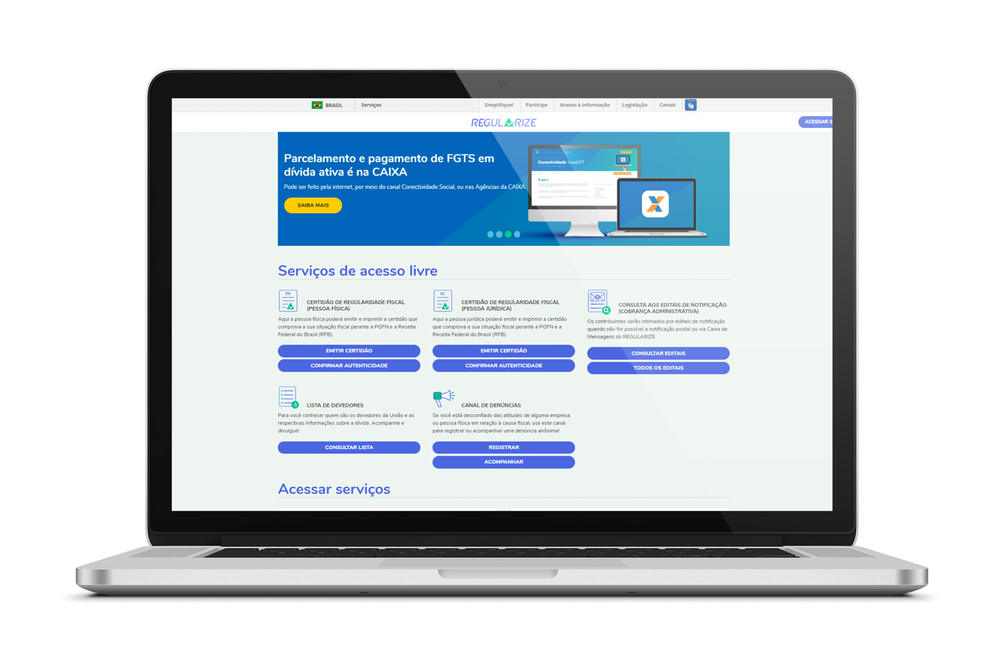 BRASIL
Serviços
Simplifique!
Participe
Acesso à informação
Legislação
Canais
REGULARIZE
ACESSAR S
Parcelamento e pagamento de FGTS em
dívida ativa é na CAIXA
Pode ser feito pela internet, por meio do canal Conectividade Social, ou nas Agências da CAIXA.
SAIBA MAIS
Conectividade Social ICP
O que é
Serviços de acesso livre
PF
CERTIDÃO DE REGULARIDADE FISCAL
(PESSOA FÍSICA)
Aqui a pessoa física poderá emitir e imprimir a certidão que
comprova a sua situação fiscal perante a PGFN e a Receita
Federal do Brasil (RFB).
EMITIR CERTIDÃO
CONFIRMAR AUTENTICIDADE
PJ
CERTIDÃO DE REGULARIDADE FISCAL
(PESSOA JURÍDICA)
Aqui a pessoa jurídica poderá emitir e imprimir a certidão
que comprova a sua situação fiscal perante a PGFN e a
Receita Federal do Brasil (RFB).
EMITIR CERTIDÃO
CONFIRMAR AUTENTICIDADE
CONSULTA AOS EDITAIS DE NOTIFICAÇÃO
(COBRANÇA ADMINISTRATIVA)
Os contribuintes serão intimados por editais de notificação
quando não for possível a notificação postal ou via Caixa de
Mensagens do REGULARIZE.
CONSULTAR EDITAIS
TODOS OS EDITAIS
-$
LISTA DE DEVEDORES
Para você conhecer quem são os devedores da União e as
respectivas informações sobre a dívida. Acompanhe e
divulgue!
CONSULTAR LISTA
CANAL DE DENÚNCIAS
Se você está desconfiado das atitudes de alguma empresa
ou pessoa física em relação à causa fiscal, use este canal
para registrar ou acompanhar uma denúncia anônima!
REGISTRAR
ACOMPANHAR
Acessar serviços